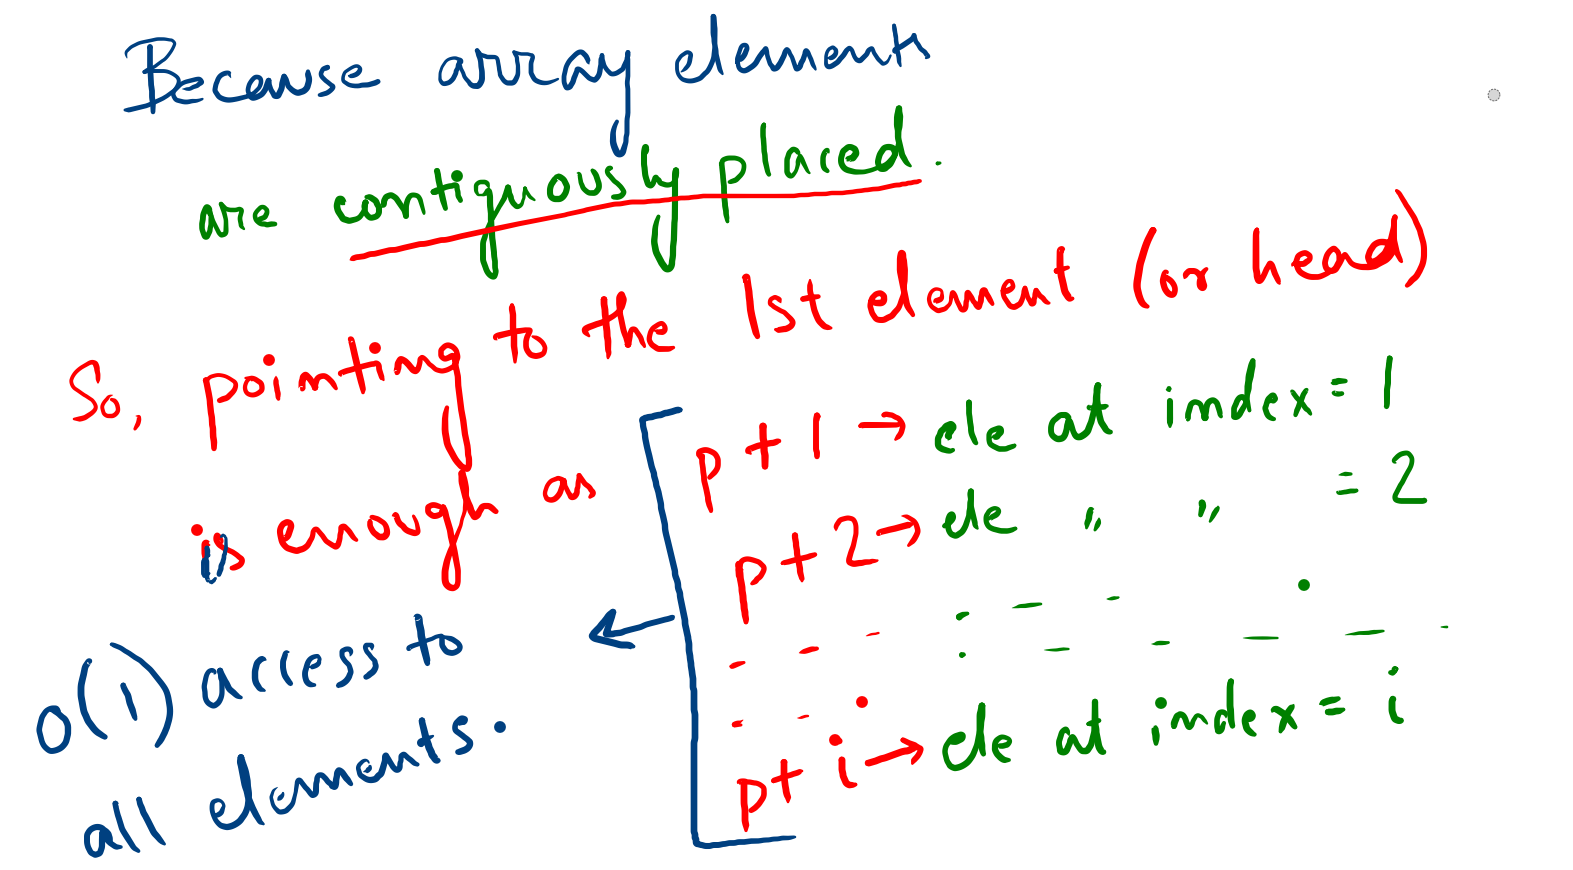 Because array elements
are contiguously placed.
So, pointing to the 1st element (or head)
is enough as
p + 1 → ele at index = 1
p + 2 → ele " " = 2
p + i → ele at index = i
O(1) access to
all elements.